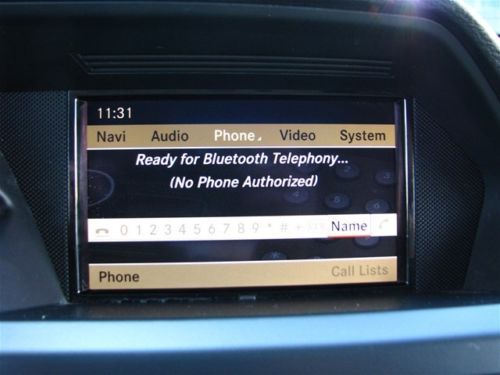 11:31
Navi Audio Phone Video System
Ready for Bluetooth Telephony...
(No Phone Authorized)
0 1 2 3 4 5 6 7 8 9 * # + Name
Phone Call Lists